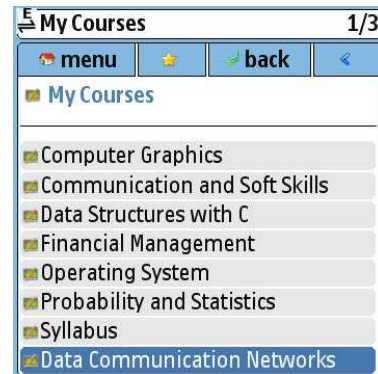 E My Courses 1/3
menu back
My Courses
Computer Graphics
Communication and Soft Skills
Data Structures with C
Financial Management
Operating System
Probability and Statistics
Syllabus
Data Communication Networks